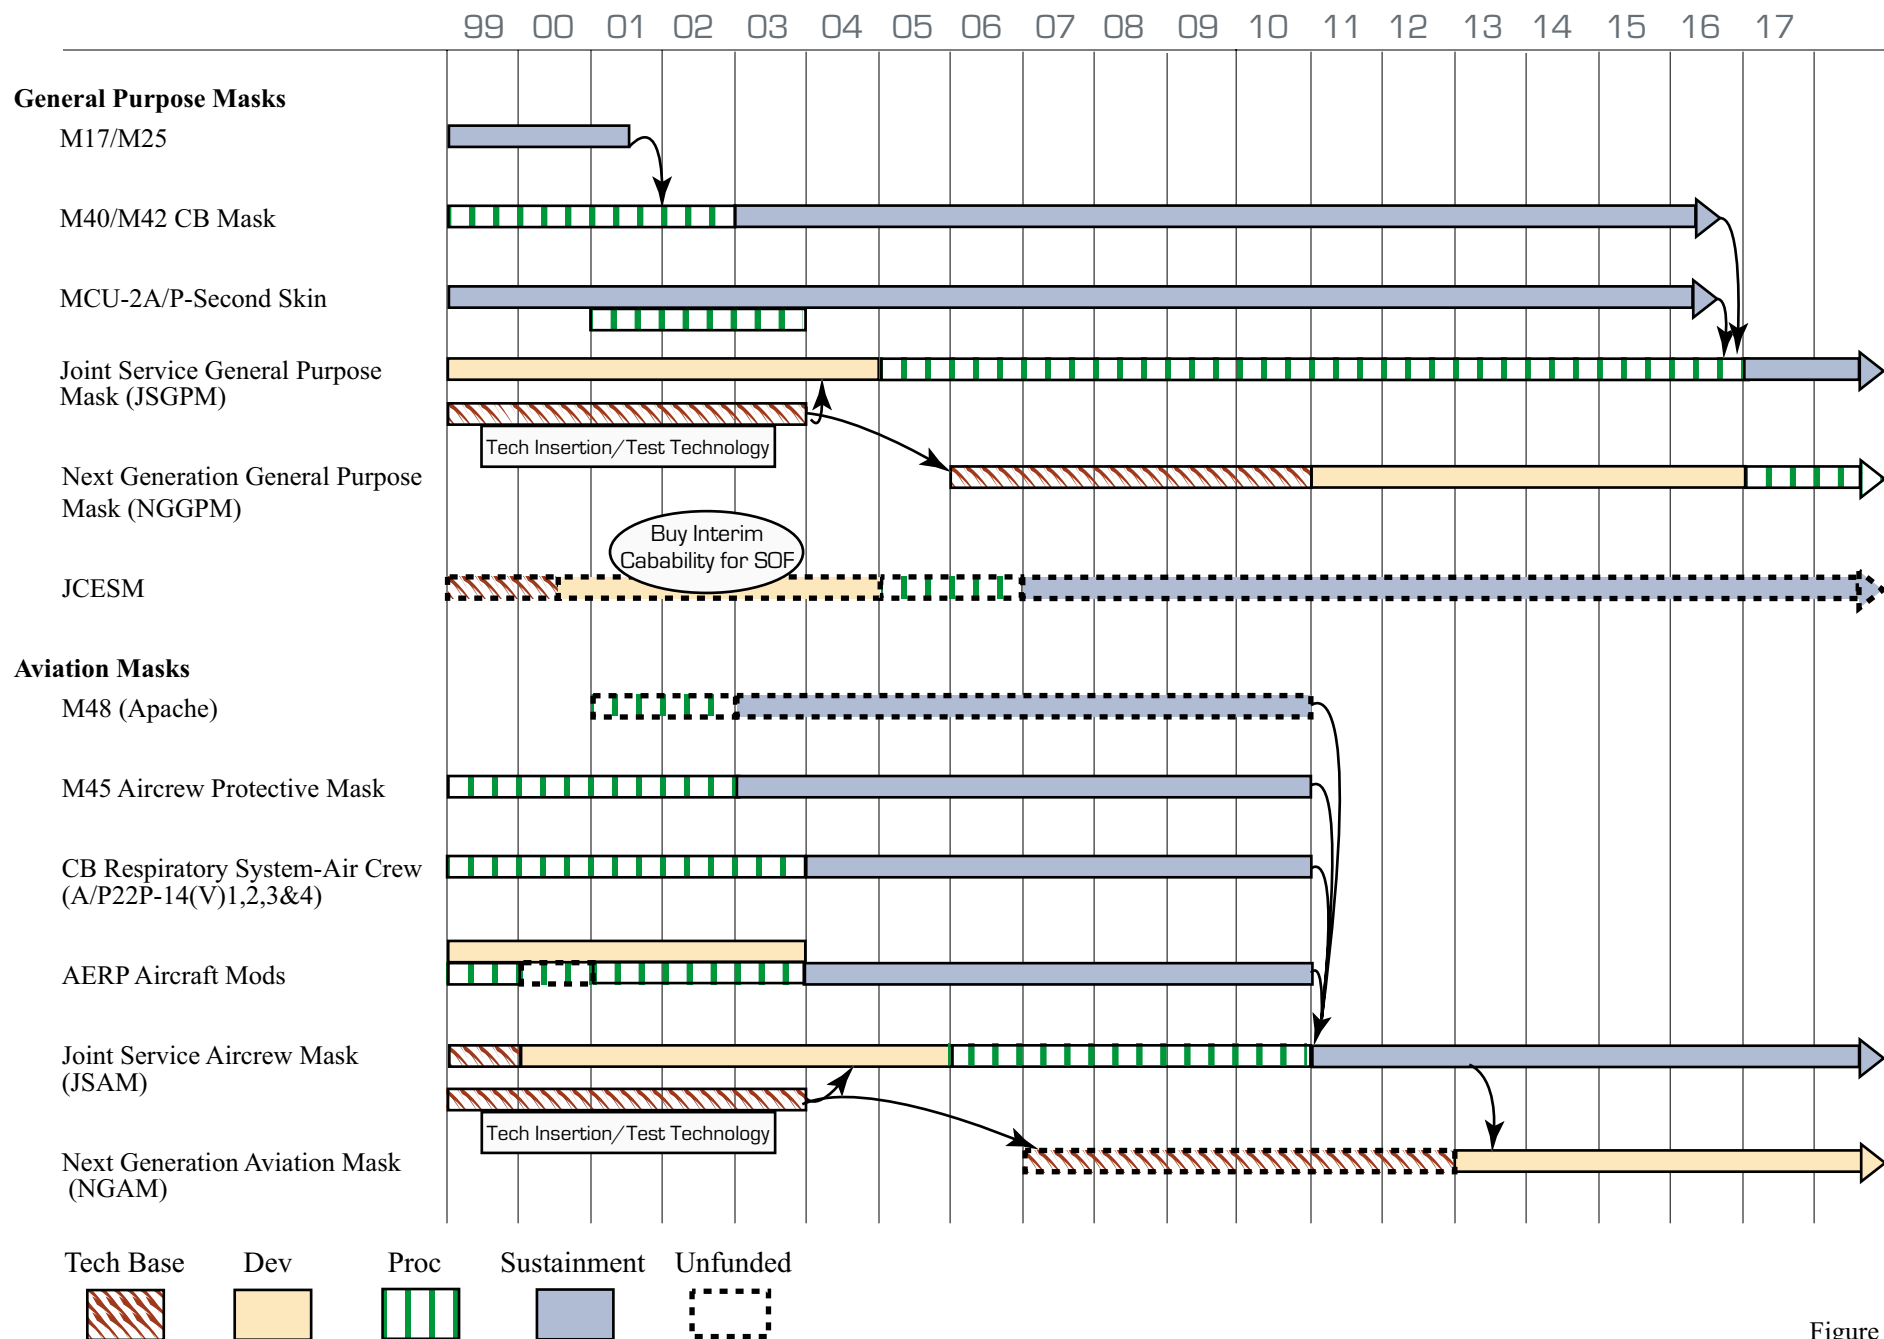 99 00 01 02 03 04 05 06 07 08 09 10 11 12 13 14 15 16 17
General Purpose Masks
M17/M25
M40/M42 CB Mask
MCU-2A/P-Second Skin
Joint Service General Purpose
Mask (JSGPM)
Tech Insertion/Test Technology
Next Generation General Purpose
Mask (NGGPM)
Buy Interim
Cabability for SOF
JCESM
Aviation Masks
M48 (Apache)
M45 Aircrew Protective Mask
CB Respiratory System-Air Crew
(A/P22P-14(V)1,2,3&4)
AERP Aircraft Mods
Joint Service Aircrew Mask
(JSAM)
Tech Insertion/Test Technology
Next Generation Aviation Mask
(NGAM)
Tech Base Dev Proc Sustainment Unfunded
Figure